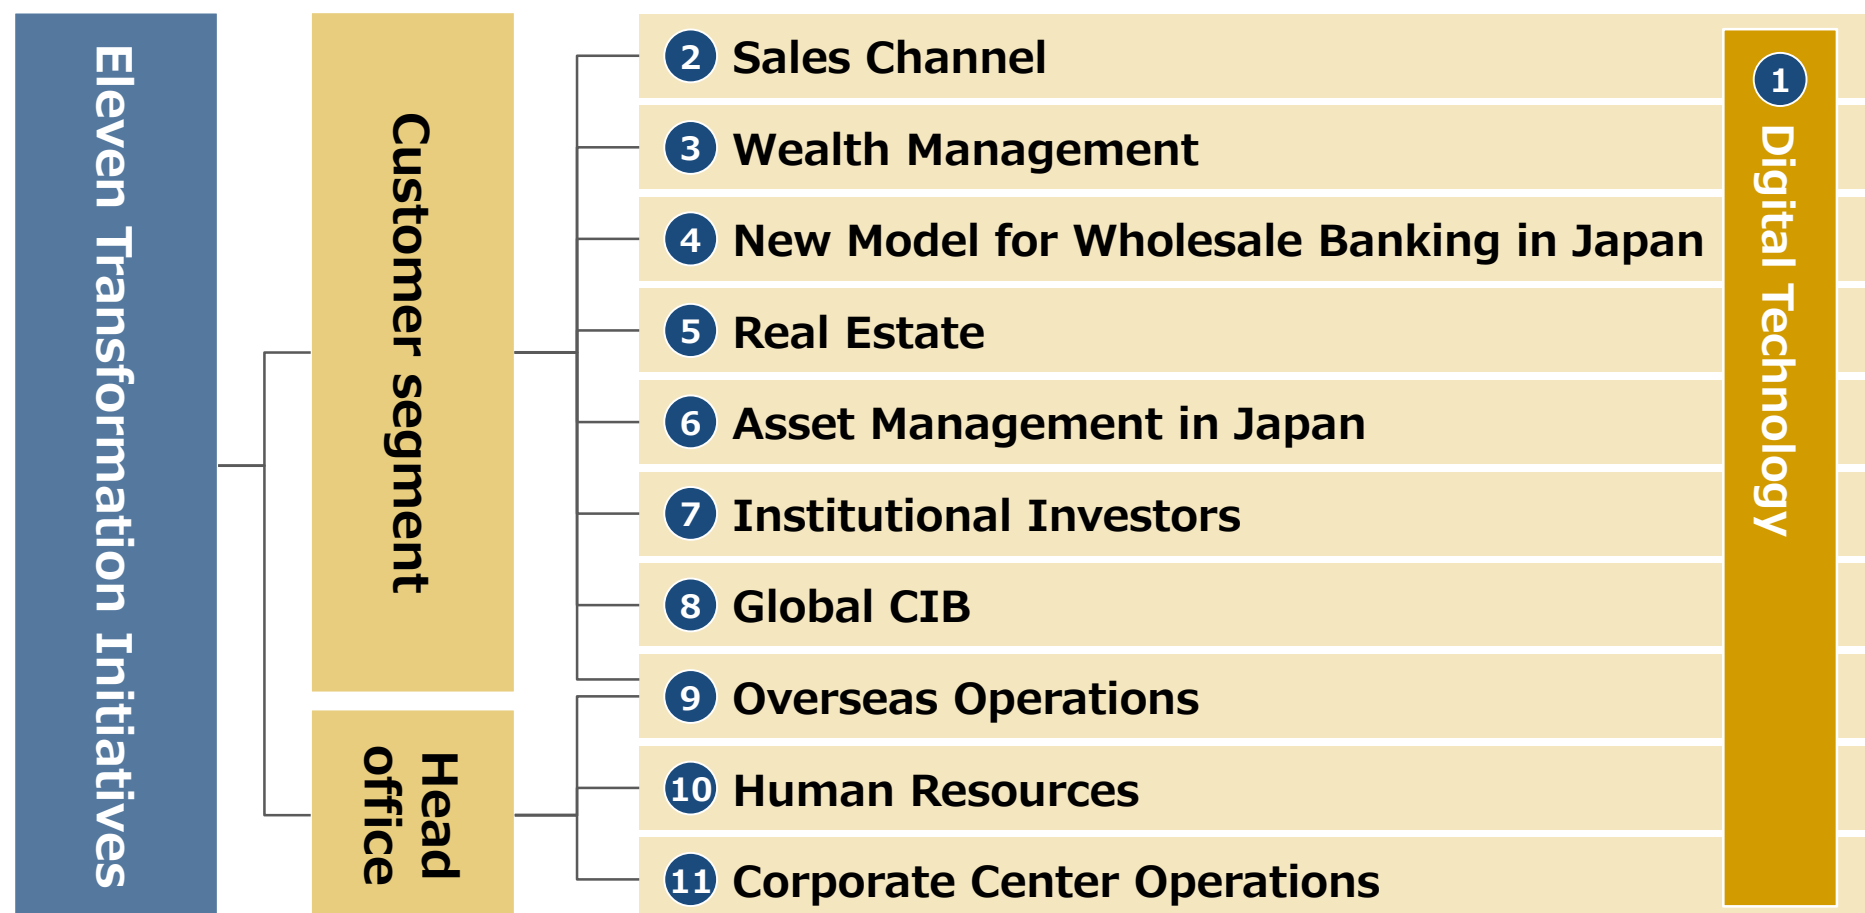 Eleven Transformation Initiatives
Customer segment
Head
office
2 Sales Channel
3 Wealth Management
4 New Model for Wholesale Banking in Japan
5 Real Estate
6 Asset Management in Japan
7 Institutional Investors
8 Global CIB
9 Overseas Operations
10 Human Resources
11 Corporate Center Operations
1 Digital Technology